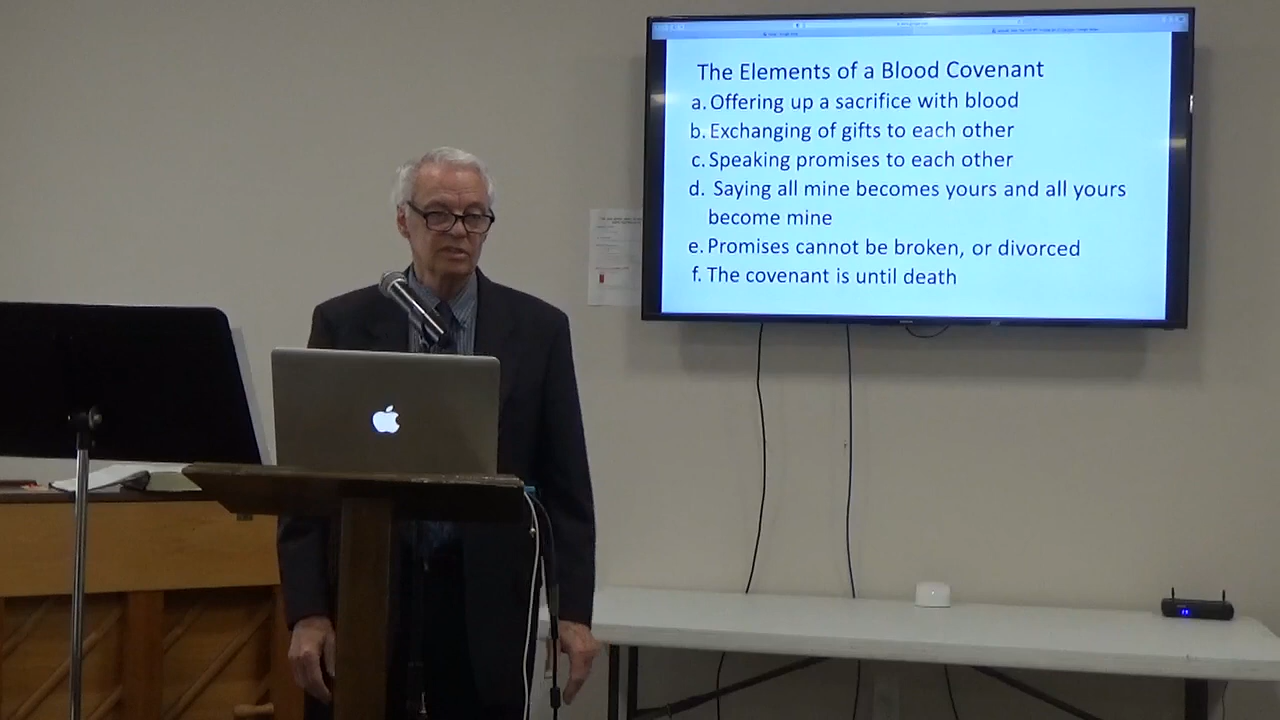 The Elements of a Blood Covenant
a. Offering up a sacrifice with blood
b. Exchanging of gifts to each other
c. Speaking promises to each other
d. Saying all mine becomes yours and all yours
become mine
e. Promises cannot be broken, or divorced
f. The covenant is until death